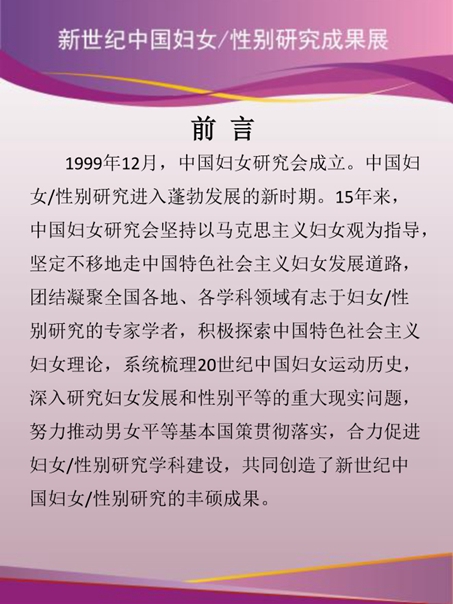 新世纪中国妇女/性别研究成果展
前 言
1999年12月，中国妇女研究会成立。中国妇
女/性别研究进入蓬勃发展的新时期。15年来，
中国妇女研究会坚持以马克思主义妇女观为指导，
坚定不移地走中国特色社会主义妇女发展道路，
团结凝聚全国各地、各学科领域有志于妇女/性
别研究的专家学者，积极探索中国特色社会主义
妇女理论，系统梳理20世纪中国妇女运动历史，
深入研究妇女发展和性别平等的重大现实问题，
努力推动男女平等基本国策贯彻落实，合力促进
妇女/性别研究学科建设，共同创造了新世纪中
国妇女/性别研究的丰硕成果。